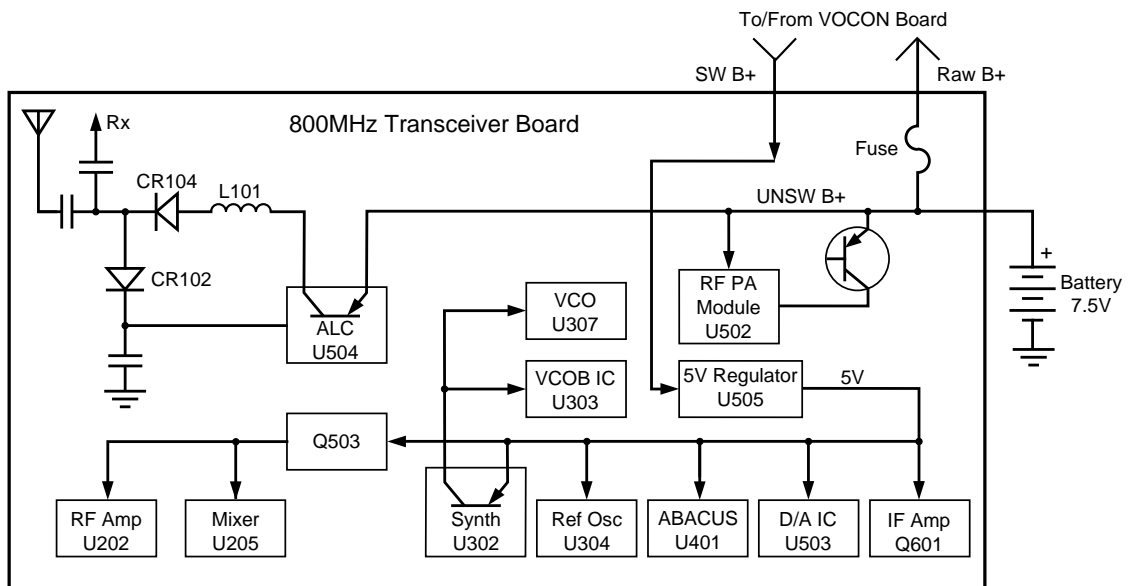 To/From VOCON Board
SW B+
Raw B+
800MHz Transceiver Board
Rx
Fuse
CR104
L101
UNSW B+
CR102
+
Battery
7.5V
RF PA
Module
U502
VCO
U307
ALC
U504
VCOB IC
U303
5V Regulator
U505
5V
Q503
RF Amp
U202
Mixer
U205
Synth
U302
Ref Osc
U304
ABACUS
U401
D/A IC
U503
IF Amp
Q601